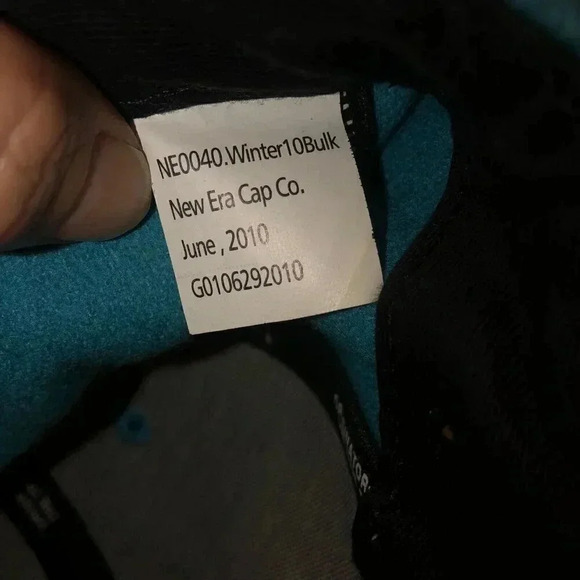 NE0040.Winter10Bulk
New Era Cap Co.
June , 2010
G0106292010